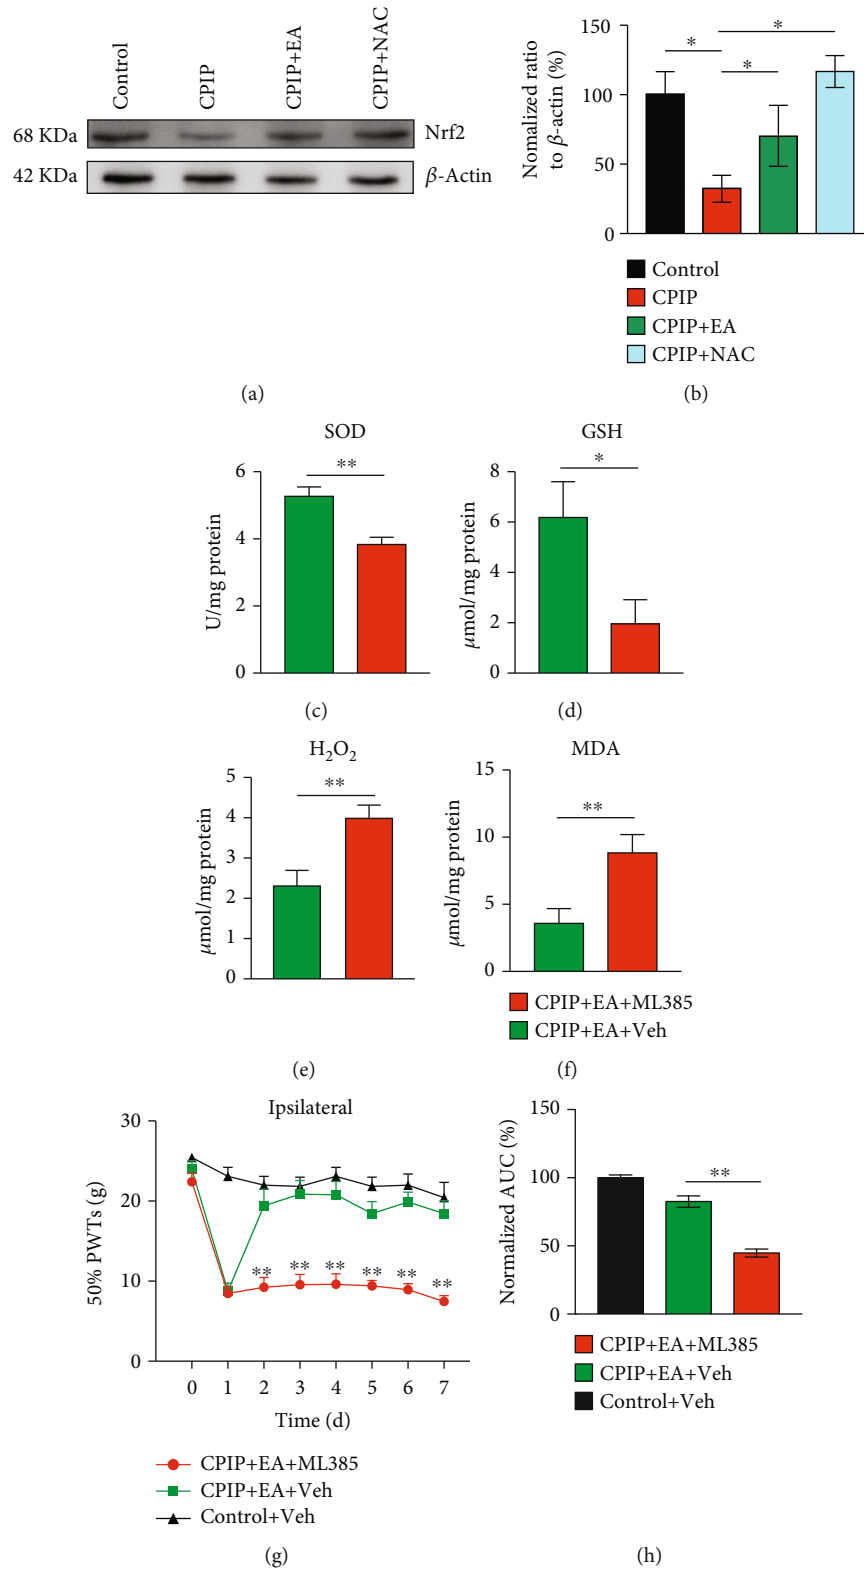 Control
CPIP
CPIP+EA
CPIP+NAC
68 KDa
Nrf2
42 KDa
β-Actin
(a)
Nomalized ratio
to β-actin (%)
150
100
50
0
*
*
*
Control
CPIP
CPIP+EA
CPIP+NAC
(b)
SOD
U/mg protein
6
4
2
0
**
(c)
GSH
μmol/mg protein
8
6
4
2
0
*
(d)
H₂O₂
μmol/mg protein
5
4
3
2
1
0
**
(e)
MDA
μmol/mg protein
15
10
5
0
**
CPIP+EA+ML385
CPIP+EA+Veh
(f)
Ipsilateral
50% PWTs (g)
30
20
10
0
** ** ** ** ** **
0 1 2 3 4 5 6 7
Time (d)
CPIP+EA+ML385
CPIP+EA+Veh
Control+Veh
(g)
Normalized AUC (%)
150
100
50
0
**
CPIP+EA+ML385
CPIP+EA+Veh
Control+Veh
(h)